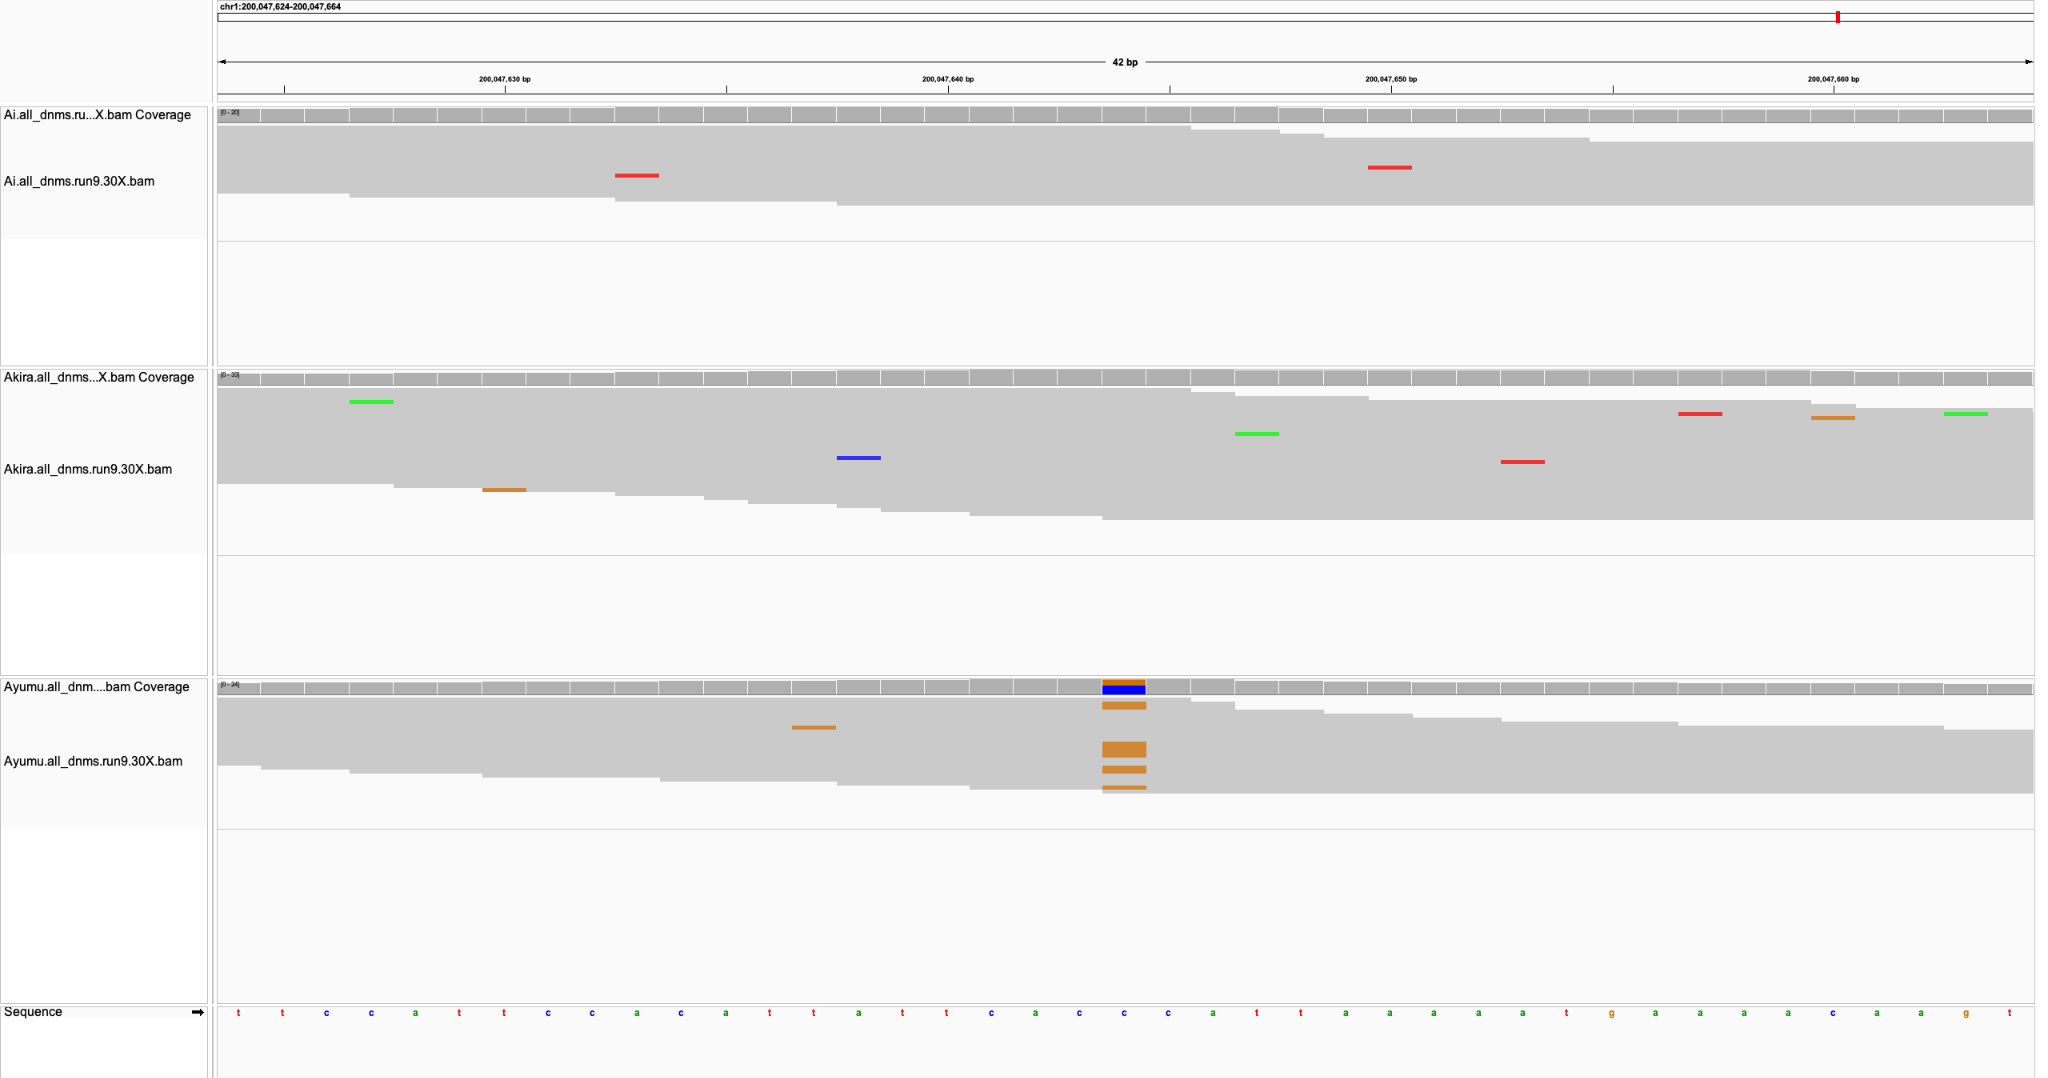 chr1:200,047,624-200,047,664
42 bp
200,047,630 bp 200,047,640 bp 200,047,650 bp 200,047,660 bp
Ai.all_dnms.ru...X.bam Coverage
[0 - 20]
Ai.all_dnms.run9.30X.bam
Akira.all_dnms...X.bam Coverage
[0 - 33]
Akira.all_dnms.run9.30X.bam
Ayumu.all_dnm....bam Coverage
[0 - 24]
Ayumu.all_dnms.run9.30X.bam
Sequence t t c c a t t c c a c a t t a t t c a c c c a t t a a a a a t g a a a a c a a g t